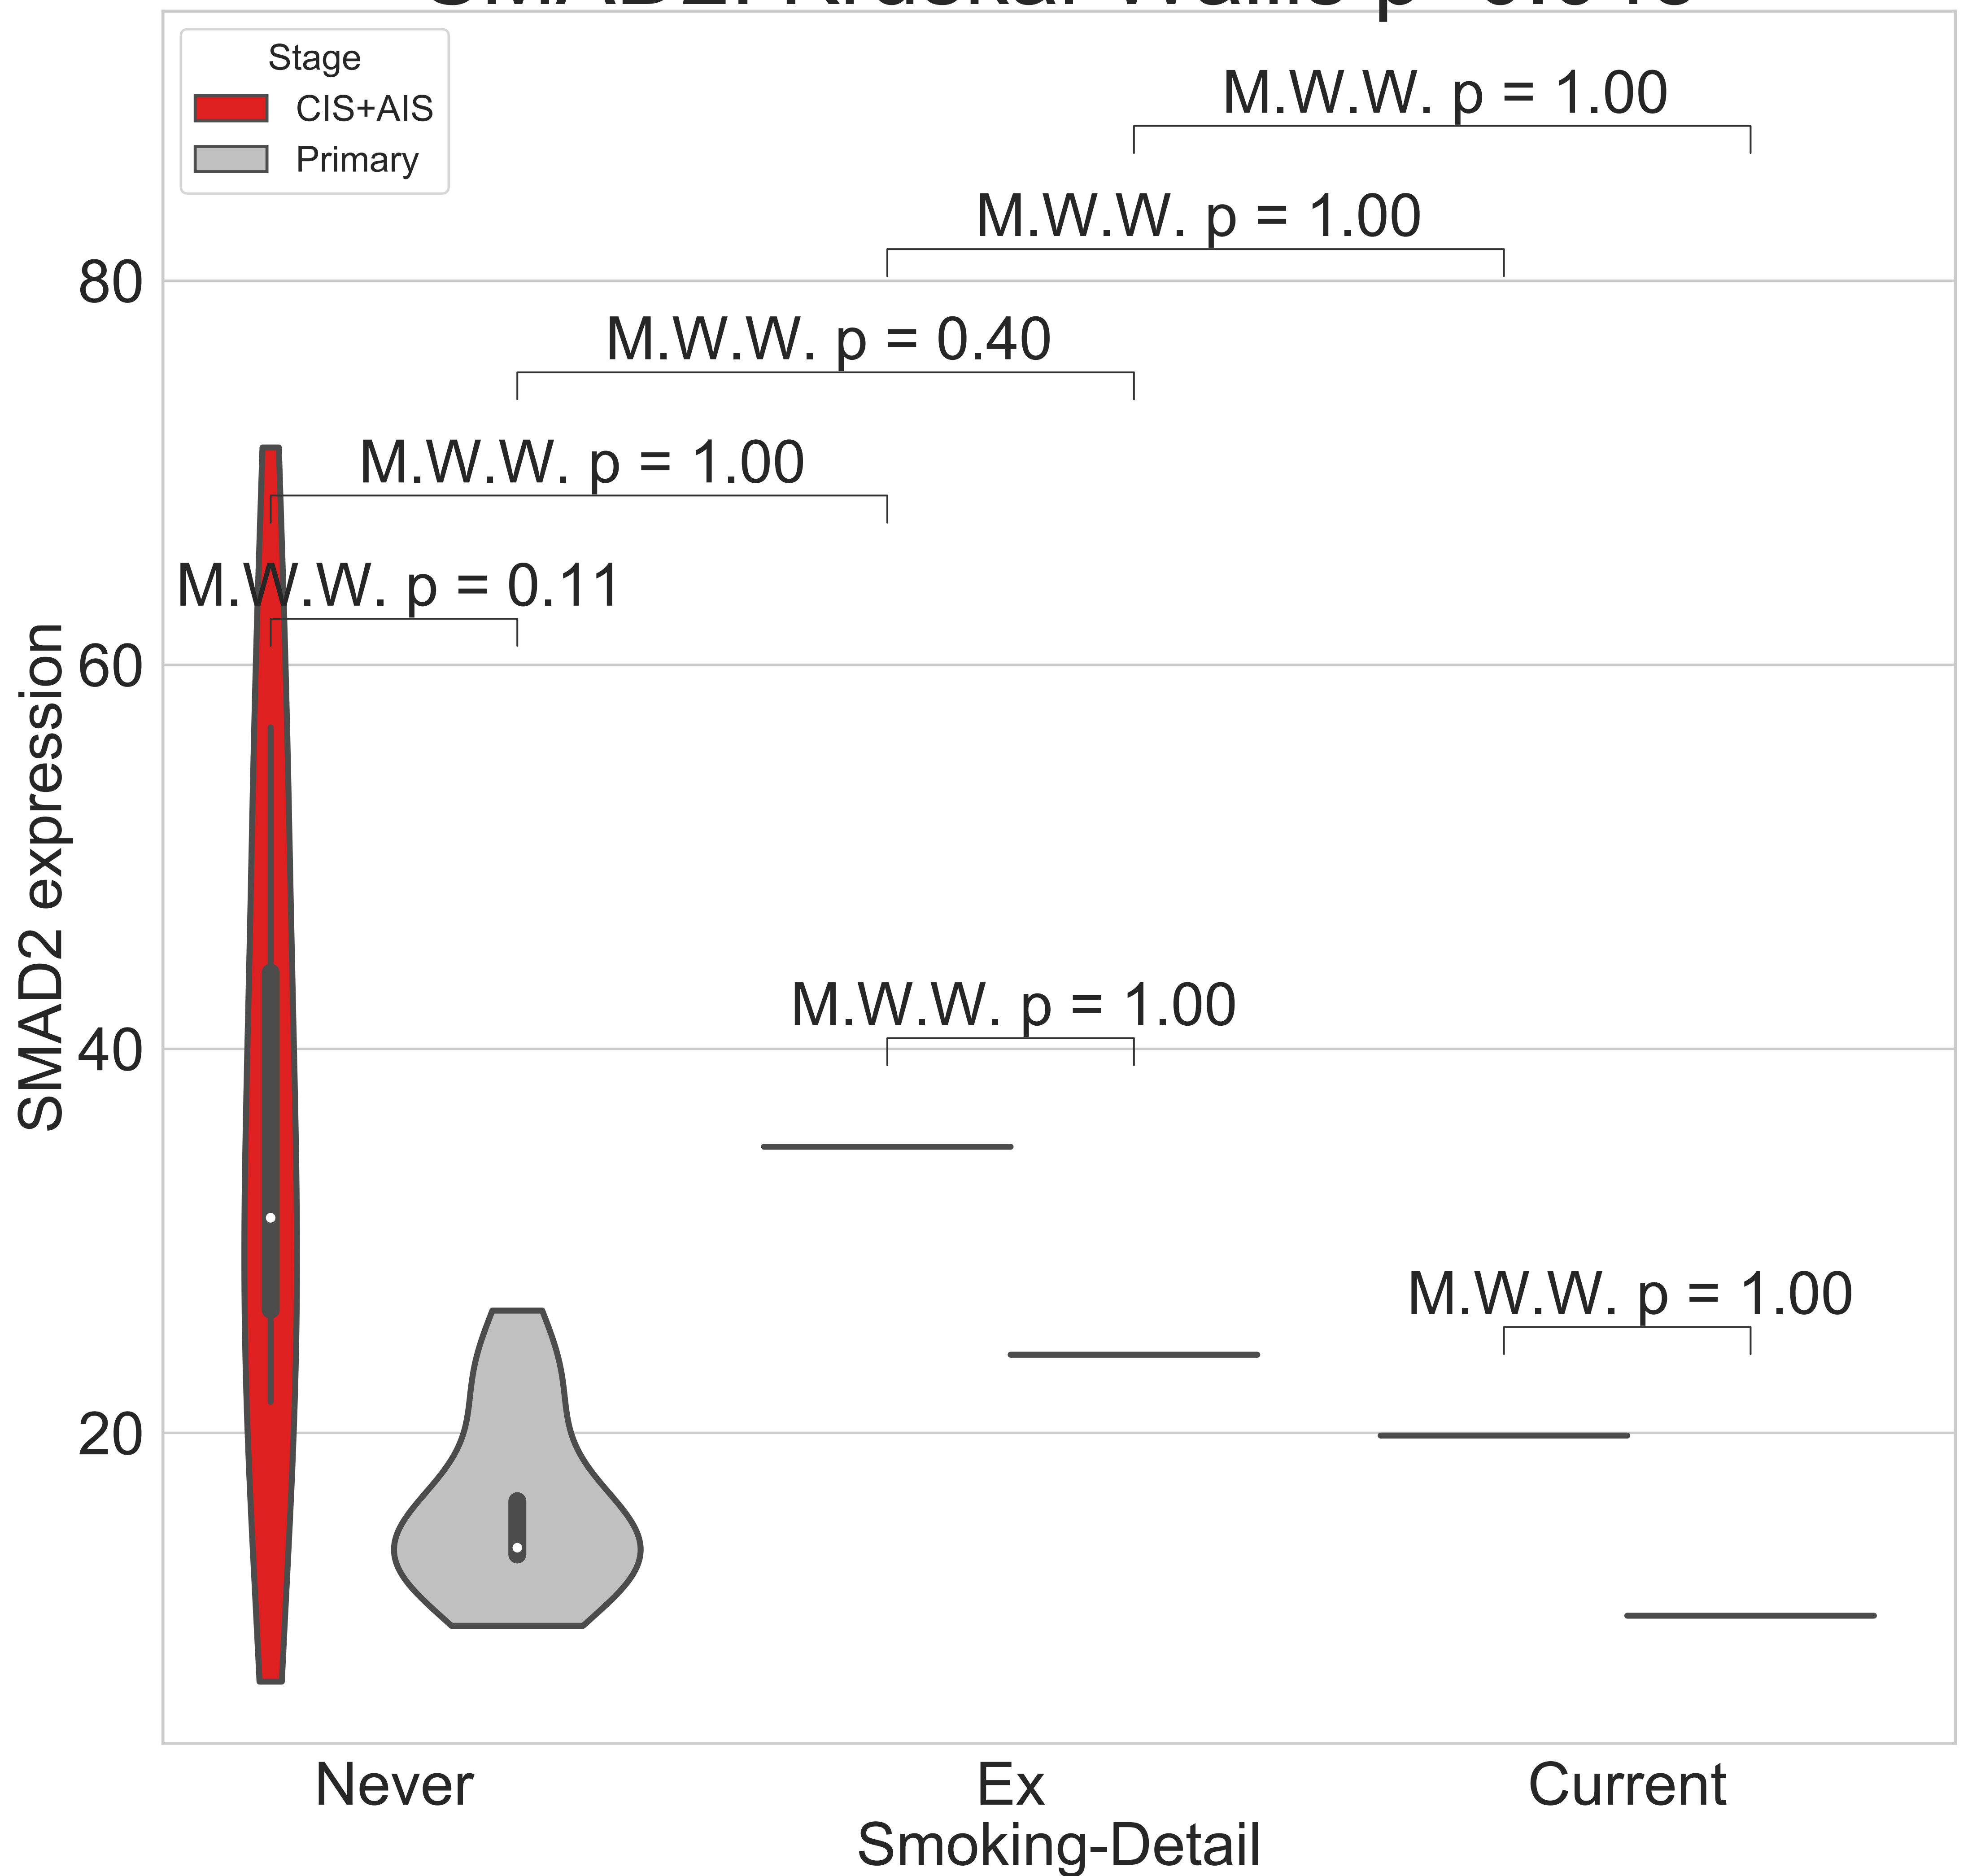 Stage
CIS+AIS
Primary
M.W.W. p = 1.00
M.W.W. p = 1.00
80
M.W.W. p = 0.40
M.W.W. p = 1.00
M.W.W. p = 0.11
60
SMAD2 expression
M.W.W. p = 1.00
40
M.W.W. p = 1.00
20
Never
Ex
Current
Smoking-Detail